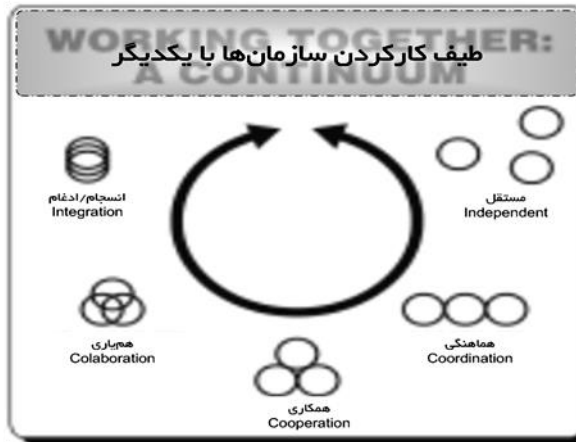 WORKING TOGETHER:
طیف کارکردن سازمان‌ها با یکدیگر
A CONTINUUM
انسجام/ادغام
Integration
مستقل
Independent
هم‌یاری
Colaboration
هماهنگی
Coordination
همکاری
Cooperation